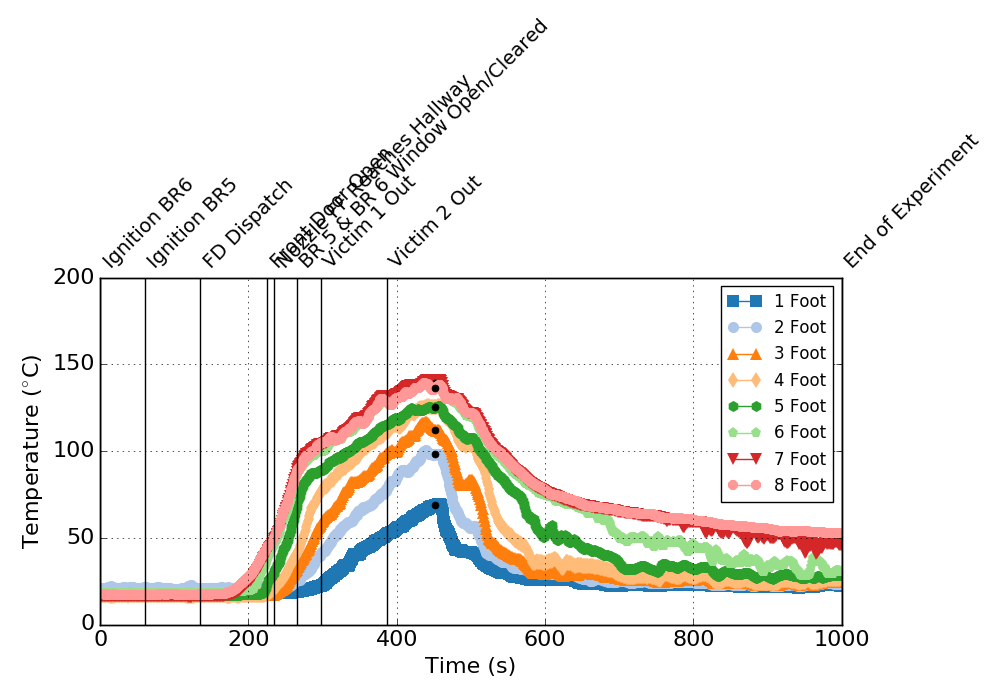 Ignition BR6
Ignition BR5
FD Dispatch
Front Door Open
Nozzle FF Reaches Hallway
BR 5 & BR 6 Window Open/Cleared
Victim 1 Out
Victim 2 Out
End of Experiment
200
150
100
50
0
Temperature (°C)
0 200 400 600 800 1000
Time (s)
1 Foot
2 Foot
3 Foot
4 Foot
5 Foot
6 Foot
7 Foot
8 Foot